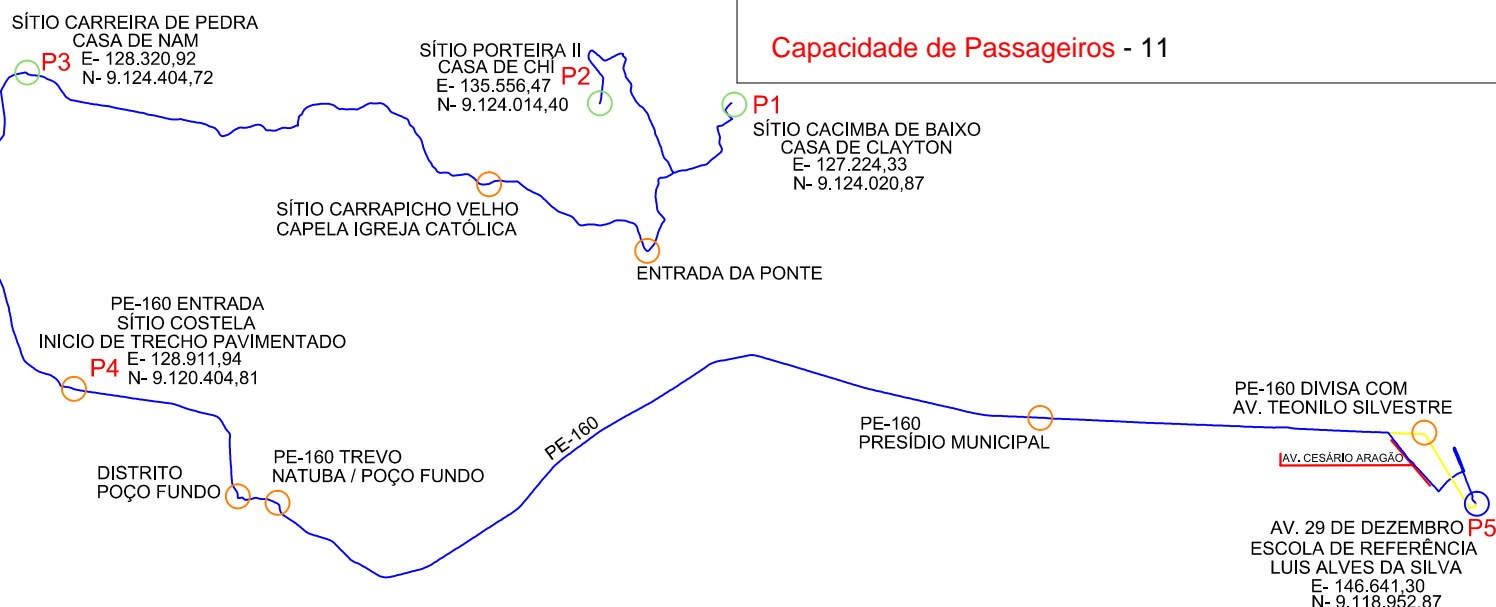 Capacidade de Passageiros - 11
SÍTIO CARREIRA DE PEDRA
CASA DE NAM
P3
E- 128.320,92
N- 9.124.404,72
SÍTIO PORTEIRA II
CASA DE CHÍ
P2
E- 135.556,47
N- 9.124.014,40
P1
SÍTIO CACIMBA DE BAIXO
CASA DE CLAYTON
E- 127.224,33
N- 9.124.020,87
SÍTIO CARRAPICHO VELHO
CAPELA IGREJA CATÓLICA
ENTRADA DA PONTE
PE-160 ENTRADA
SÍTIO COSTELA
INICIO DE TRECHO PAVIMENTADO
P4
E- 128.911,94
N- 9.120.404,81
DISTRITO
POÇO FUNDO
PE-160 TREVO
NATUBA / POÇO FUNDO
PE-160
PE-160
PRESÍDIO MUNICIPAL
PE-160 DIVISA COM
AV. TEONILO SILVESTRE
AV. CESÁRIO ARAGÃO
AV. 29 DE DEZEMBRO P5
ESCOLA DE REFERÊNCIA
LUIS ALVES DA SILVA
E- 146.641,30
N- 9.118.952,87